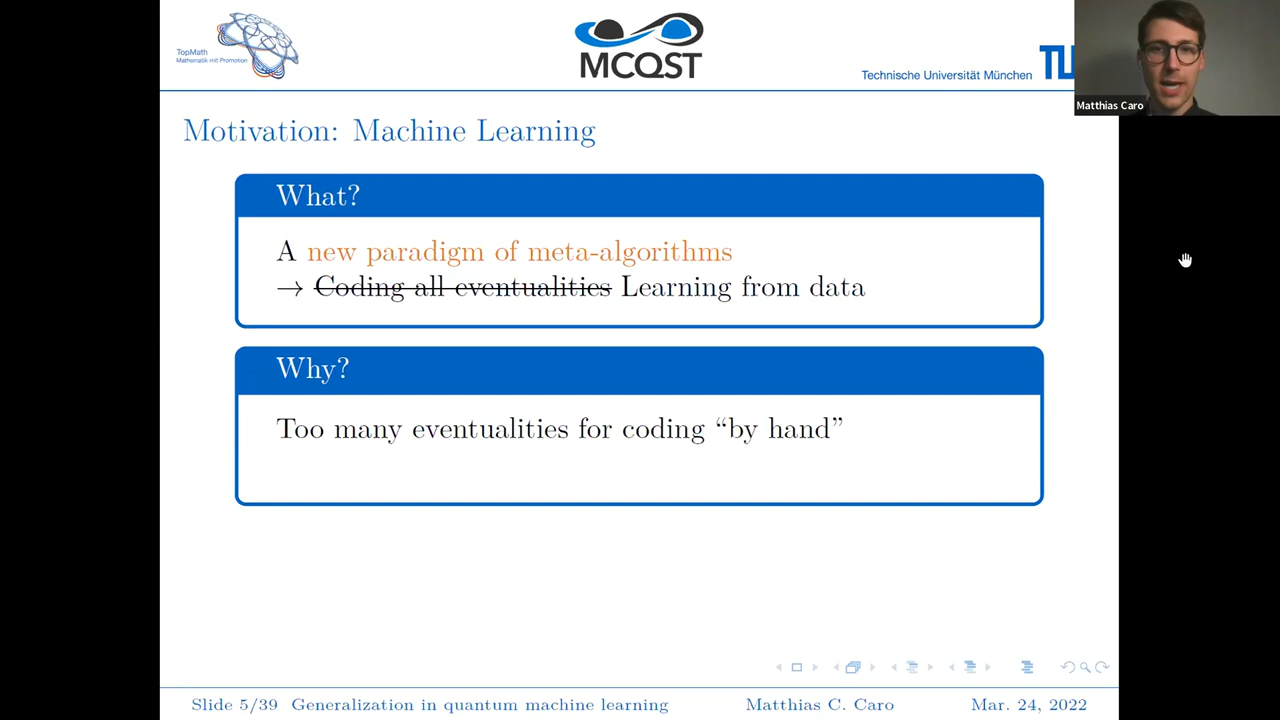 TopMath
Mathematik mit Promotion
MCQST
Technische Universität München
Matthias Caro
Motivation: Machine Learning
What?
A new paradigm of meta-algorithms
→ Coding all eventualities Learning from data
Why?
Too many eventualities for coding “by hand”
Slide 5/39 Generalization in quantum machine learning Matthias C. Caro Mar. 24, 2022